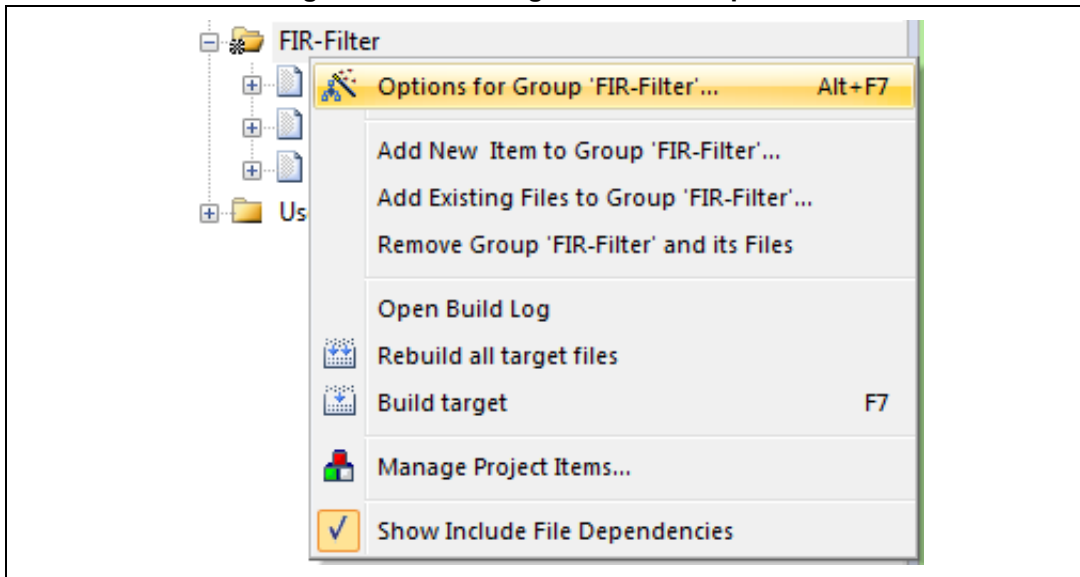 FIR-Filter
Options for Group 'FIR-Filter'... Alt+F7
Add New Item to Group 'FIR-Filter'...
Add Existing Files to Group 'FIR-Filter'...
Remove Group 'FIR-Filter' and its Files
Us
Open Build Log
Rebuild all target files
Build target F7
Manage Project Items...
Show Include File Dependencies